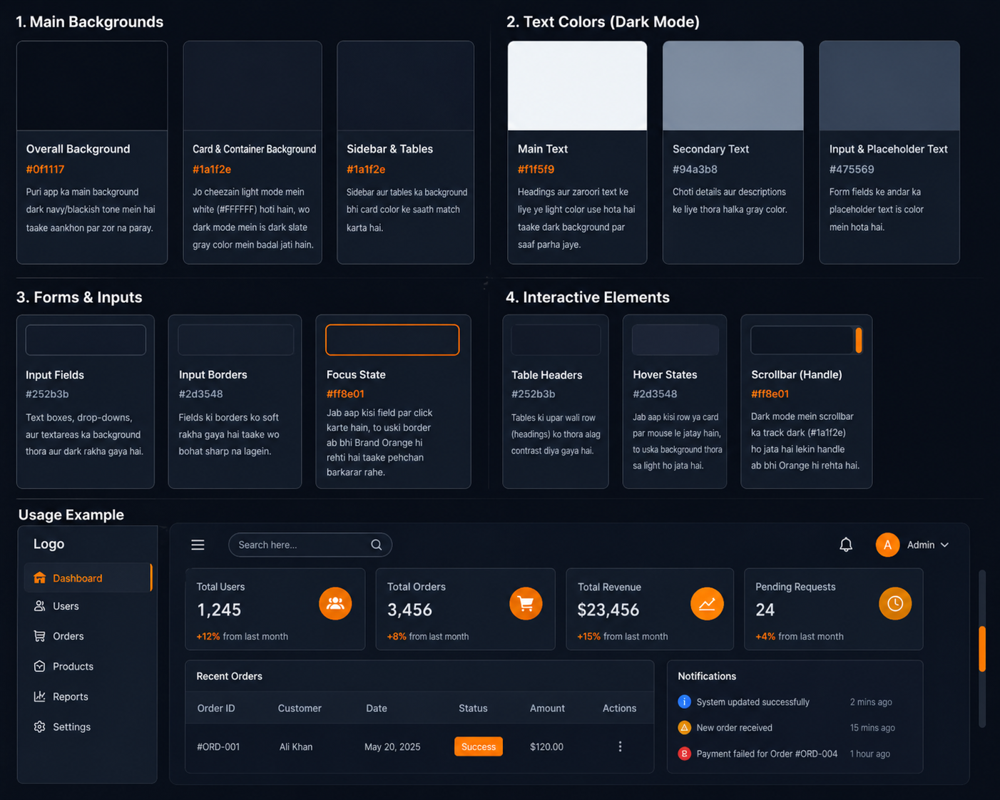 1. Main Backgrounds
Overall Background
#0f1117
Puri app ka main background
dark navy/blackish tone mein hai
taake aankhon par zor na paray.
Card & Container Background
#1a1f2e
Jo cheezain light mode mein
white (#FFFFFF) hoti hain, wo
dark mode mein is dark slate
gray color mein badal jati hain.
Sidebar & Tables
#1a1f2e
Sidebar aur tables ka background
bhi card color ke saath match
karta hai.
2. Text Colors (Dark Mode)
Main Text
#f1f5f9
Headings aur zaroori text ke
liye ye light color use hota hai
taake dark background par
saaf parha jaye.
Secondary Text
#94a3b8
Choti details aur descriptions
ke liye thora halka gray color.
Input & Placeholder Text
#475569
Form fields ke andar ka
placeholder text is color
mein hota hai.
3. Forms & Inputs
Input Fields
#252b3b
Text boxes, drop-downs,
aur textareas ka background
thora aur dark rakha gaya hai.
Input Borders
#2d3548
Fields ki borders ko soft
rakha gaya hai taake wo
bohat sharp na lagein.
Focus State
#ff8e01
Jab aap kisi field par click
karte hain, to uski border
ab bhi Brand Orange hi
rehti hai taake pehchan
barkarar rahe.
4. Interactive Elements
Table Headers
#252b3b
Tables ki upar wali row
(headings) ko thora alag
contrast diya gaya hai.
Hover States
#2d3548
Jab aap kisi row ya card
par mouse le jatay hain,
to uska background thora
sa light ho jata hai.
Scrollbar (Handle)
#ff8e01
Dark mode mein scrollbar
ka track dark (#1a1f2e)
ho jata hai lekin handle
ab bhi Orange hi rehta hai.
Usage Example
Logo
Dashboard
Users
Orders
Products
Reports
Settings
Search here...
A Admin
Total Users
1,245
+12% from last month
Total Orders
3,456
+8% from last month
Total Revenue
$23,456
+15% from last month
Pending Requests
24
+4% from last month
Recent Orders
Order ID Customer Date Status Amount Actions
#ORD-001 Ali Khan May 20, 2025 Success $120.00
Notifications
System updated successfully 2 mins ago
New order received 15 mins ago
Payment failed for Order #ORD-004 1 hour ago